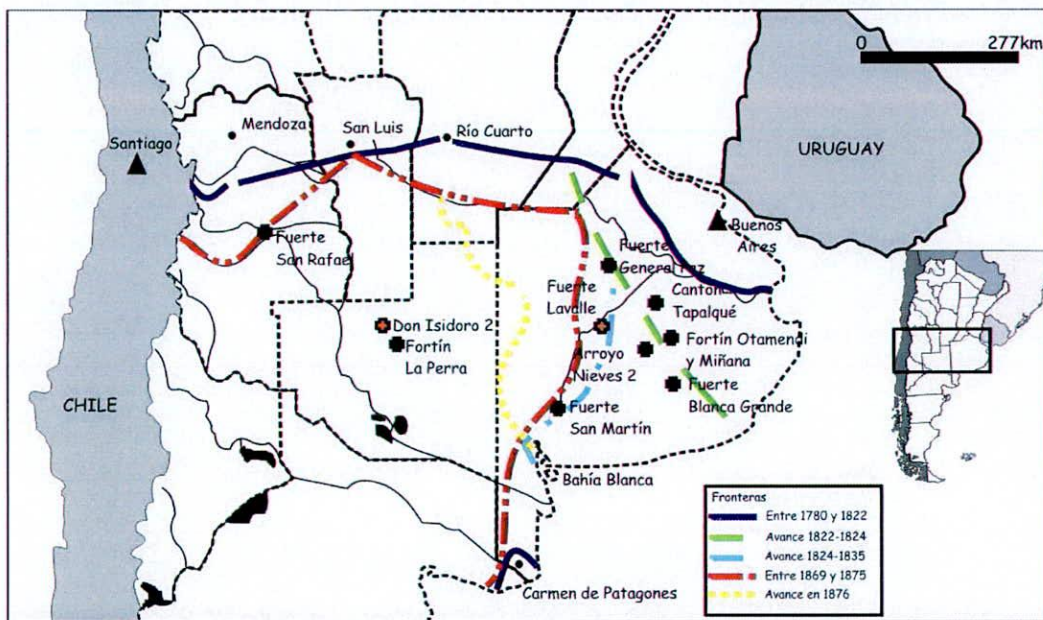 0 277km
Mendoza
San Luis
Río Cuarto
Santiago
URUGUAY
Buenos
Aires
Fuerte
San Rafael
Fuerte
General Paz
Fuerte
Lavalle
Cantón
Tapalqué
Don Isidoro 2
Fortín
La Perra
Fortín Otamendi
y Miñana
Arroyo
Nieves 2
Fuerte
Blanca Grande
CHILE
Fuerte
San Martín
Bahía Blanca
Carmen de Patagones
Fronteras
Entre 1780 y 1822
Avance 1822-1824
Avance 1824-1835
Entre 1869 y 1875
Avance en 1876